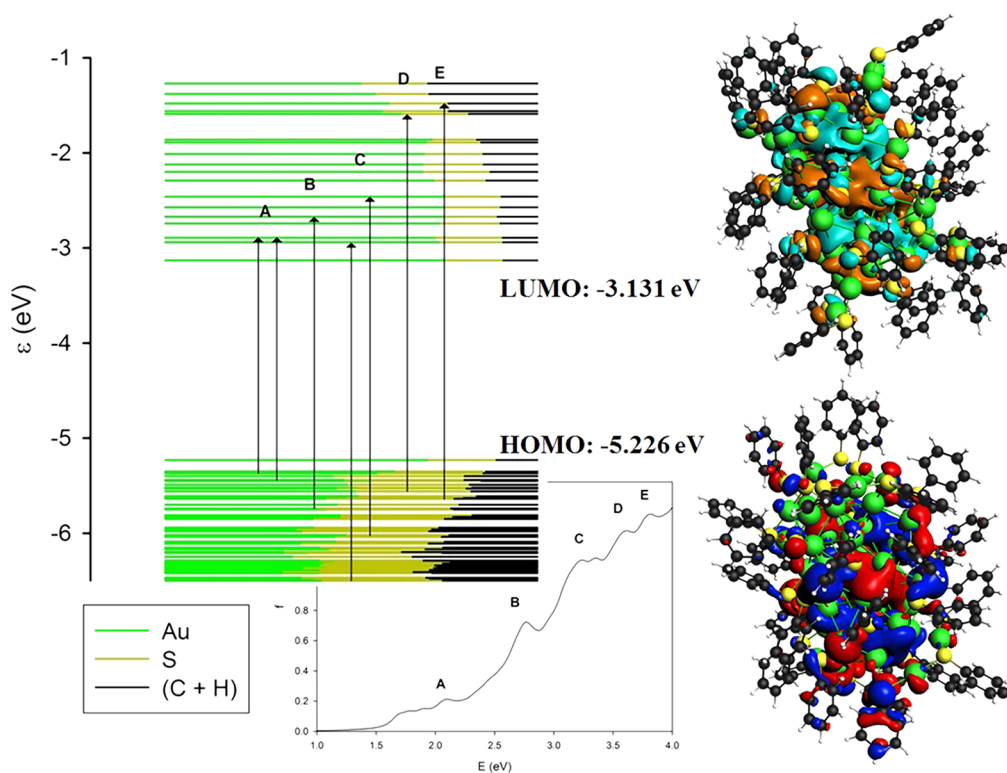 -1
-2
-3
-4
-5
-6
ε (eV)
A
B
C
D
E
LUMO: -3.131 eV
HOMO: -5.226 eV
Au
S
(C + H)
f
0.8
0.6
0.4
0.2
0.0
1.0 1.5 2.0 2.5 3.0 3.5 4.0
E (eV)
A
B
C
D
E